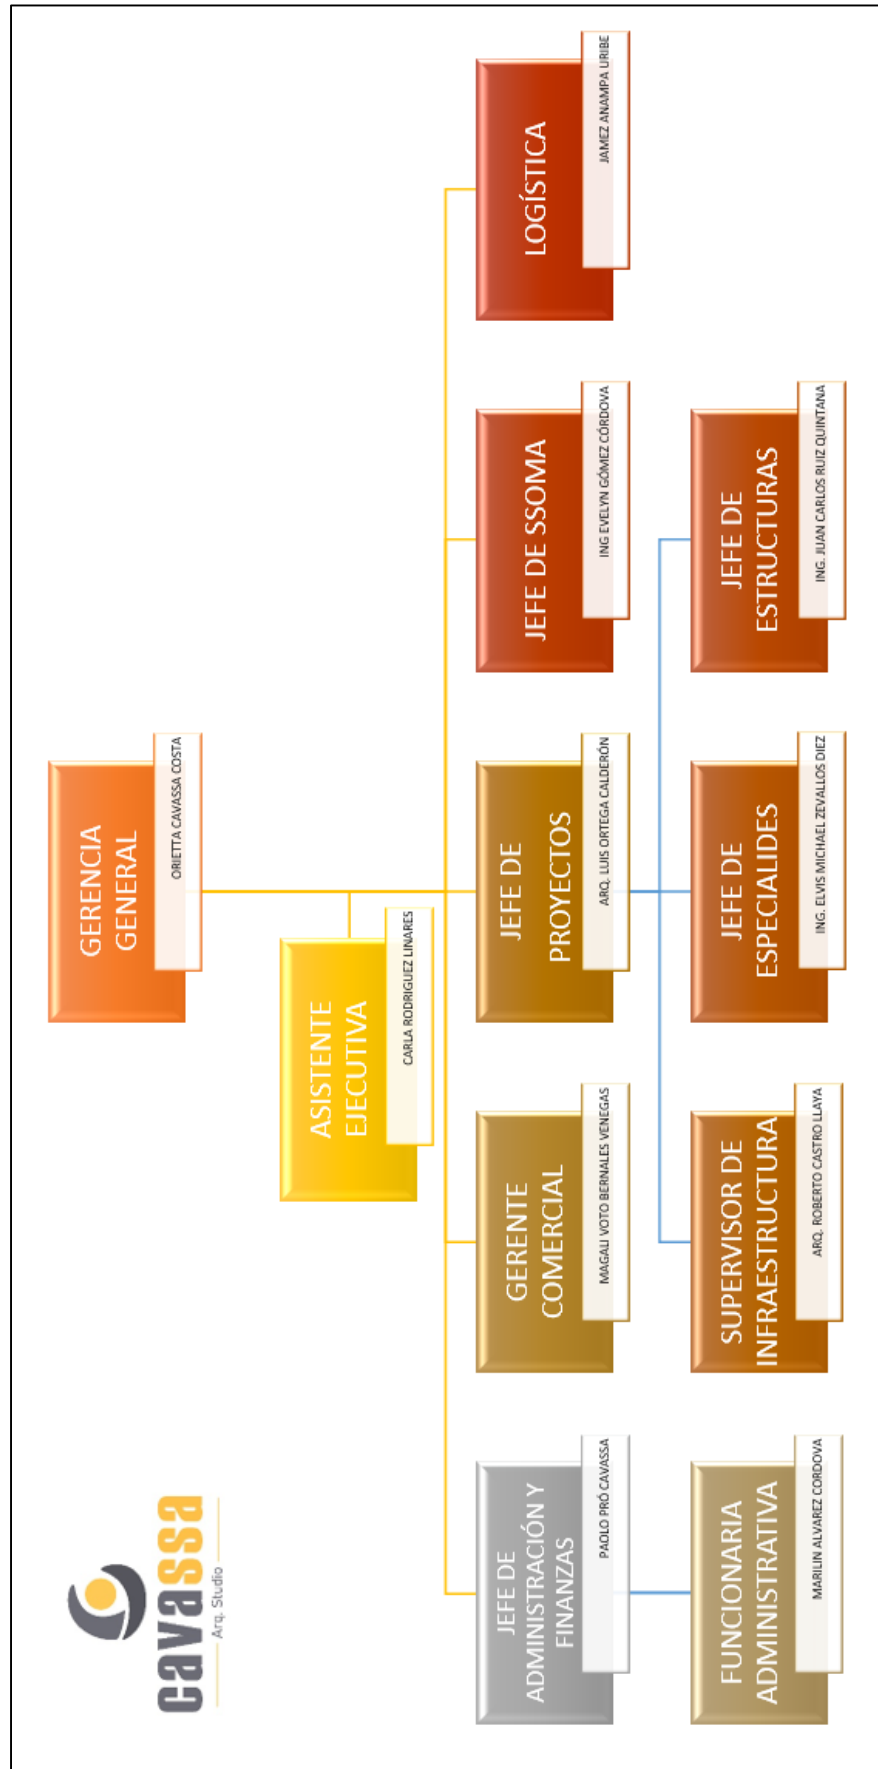 cavassa
Arq. Studio
GERENCIA
GENERAL
ORIETTA CAVASSA COSTA
ASISTENTE
EJECUTIVA
CARLA RODRIGUEZ LINARES
JEFE DE
ADMINISTRACIÓN Y
FINANZAS
PAOLO PRÓ CAVASSA
GERENTE
COMERCIAL
MAGALI VOTO BERNALES VENEGAS
JEFE DE
PROYECTOS
ARQ. LUIS ORTEGA CALDERÓN
JEFE DE SSOMA
ING EVELYN GÓMEZ CÓRDOVA
LOGÍSTICA
JAMEZ ANAMPA URIBE
FUNCIONARIA
ADMINISTRATIVA
MARILIN ALVAREZ CORDOVA
SUPERVISOR DE
INFRAESTRUCTURA
ARQ. ROBERTO CASTRO LLAYA
JEFE DE
ESPECIALIDES
ING. ELVIS MICHAEL ZEVALLOS DIEZ
JEFE DE
ESTRUCTURAS
ING. JUAN CARLOS RUIZ QUINTANA